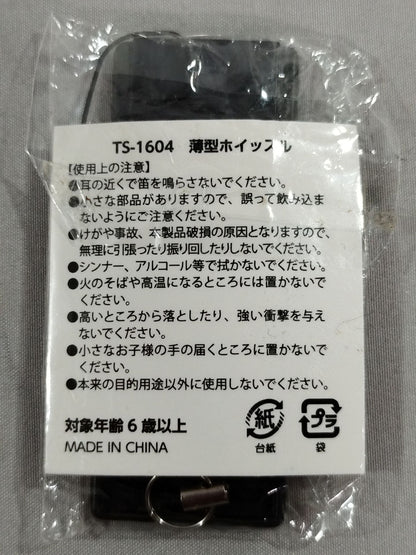 TS-1604　薄型ホイッスル
【使用上の注意】
●耳の近くで笛を鳴らさないでください。
●小さな部品がありますので、誤って飲み込ま
ないようにご注意ください。
●けがや事故、本製品破損の原因となりますので、
無理に引張ったり振り回したりしないでください。
●シンナー、アルコール等で拭かないでください。
●火のそばや高温になるところには置かないで
ください。
●高いところから落としたり、強い衝撃を与え
ないでください。
●小さなお子様の手の届くところに置かないで
ください。
●本来の目的用途以外に使用しないでください。
対象年齢 6 歳以上
MADE IN CHINA
紙
台紙
プラ
袋